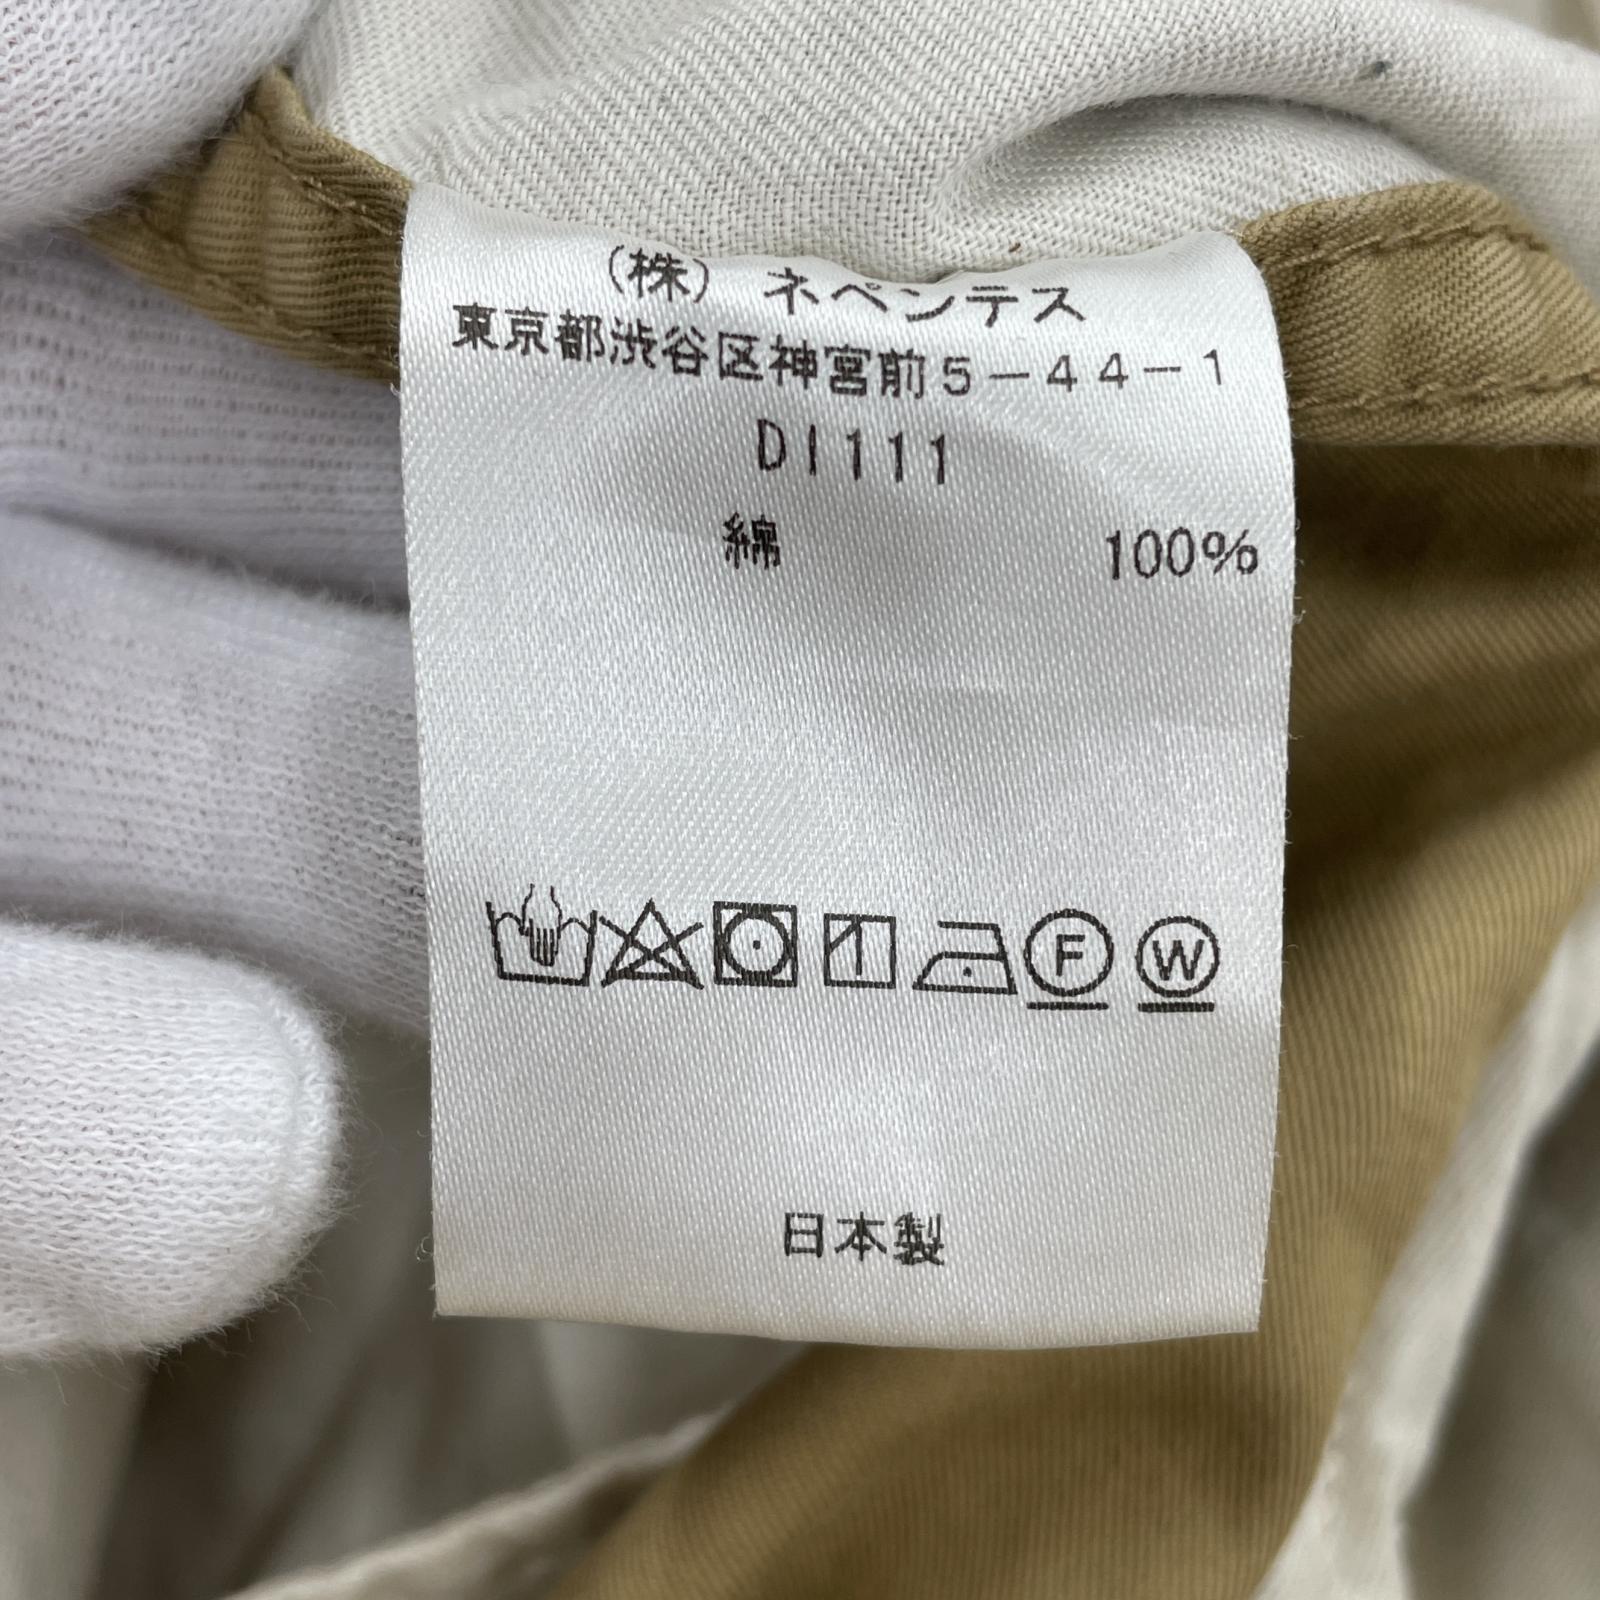 (株) ネペンテス
東京都渋谷区神宮前5-44-1
DI111
綿 100%
F W
日本製